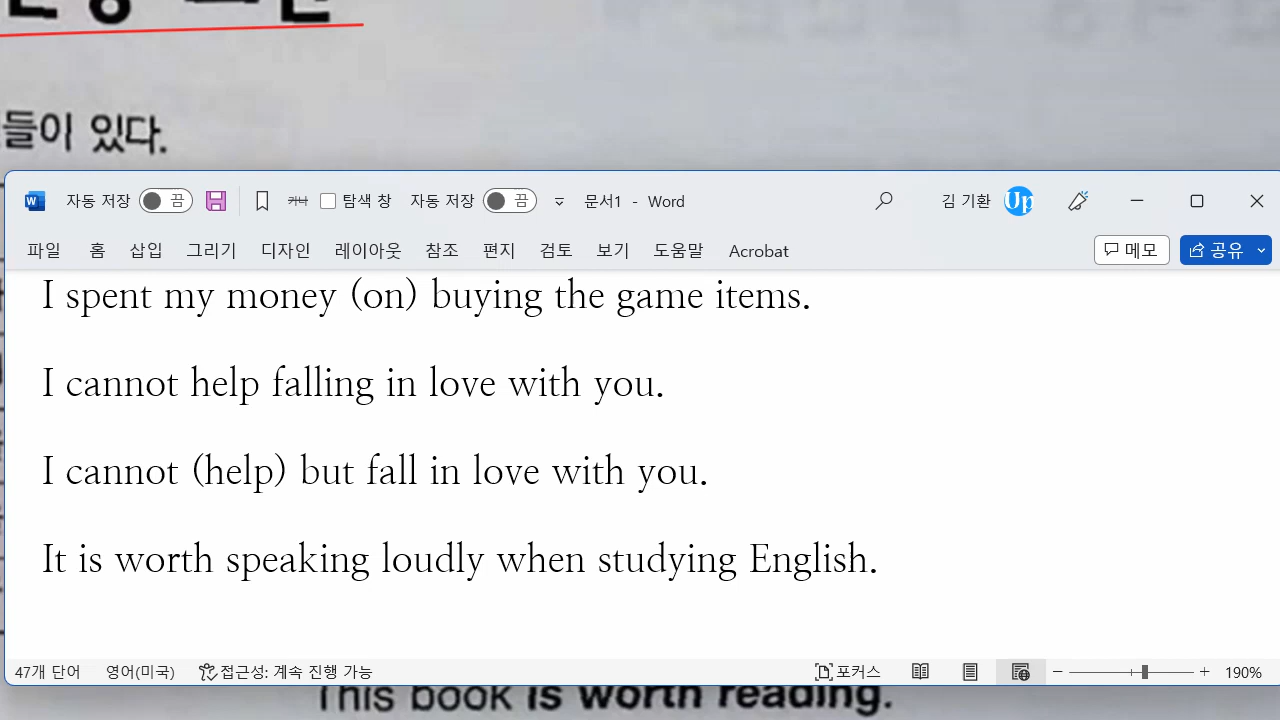 들이 있다.
자동 저장 끔 가나 탐색 창 자동 저장 끔 문서1 - Word 김 기환 Up
파일 홈 삽입 그리기 디자인 레이아웃 참조 편지 검토 보기 도움말 Acrobat 메모 공유
I spent my money (on) buying the game items.
I cannot help falling in love with you.
I cannot (help) but fall in love with you.
It is worth speaking loudly when studying English.
47개 단어 영어(미국) 접근성: 계속 진행 가능 포커스 190%
This book is worth reading.